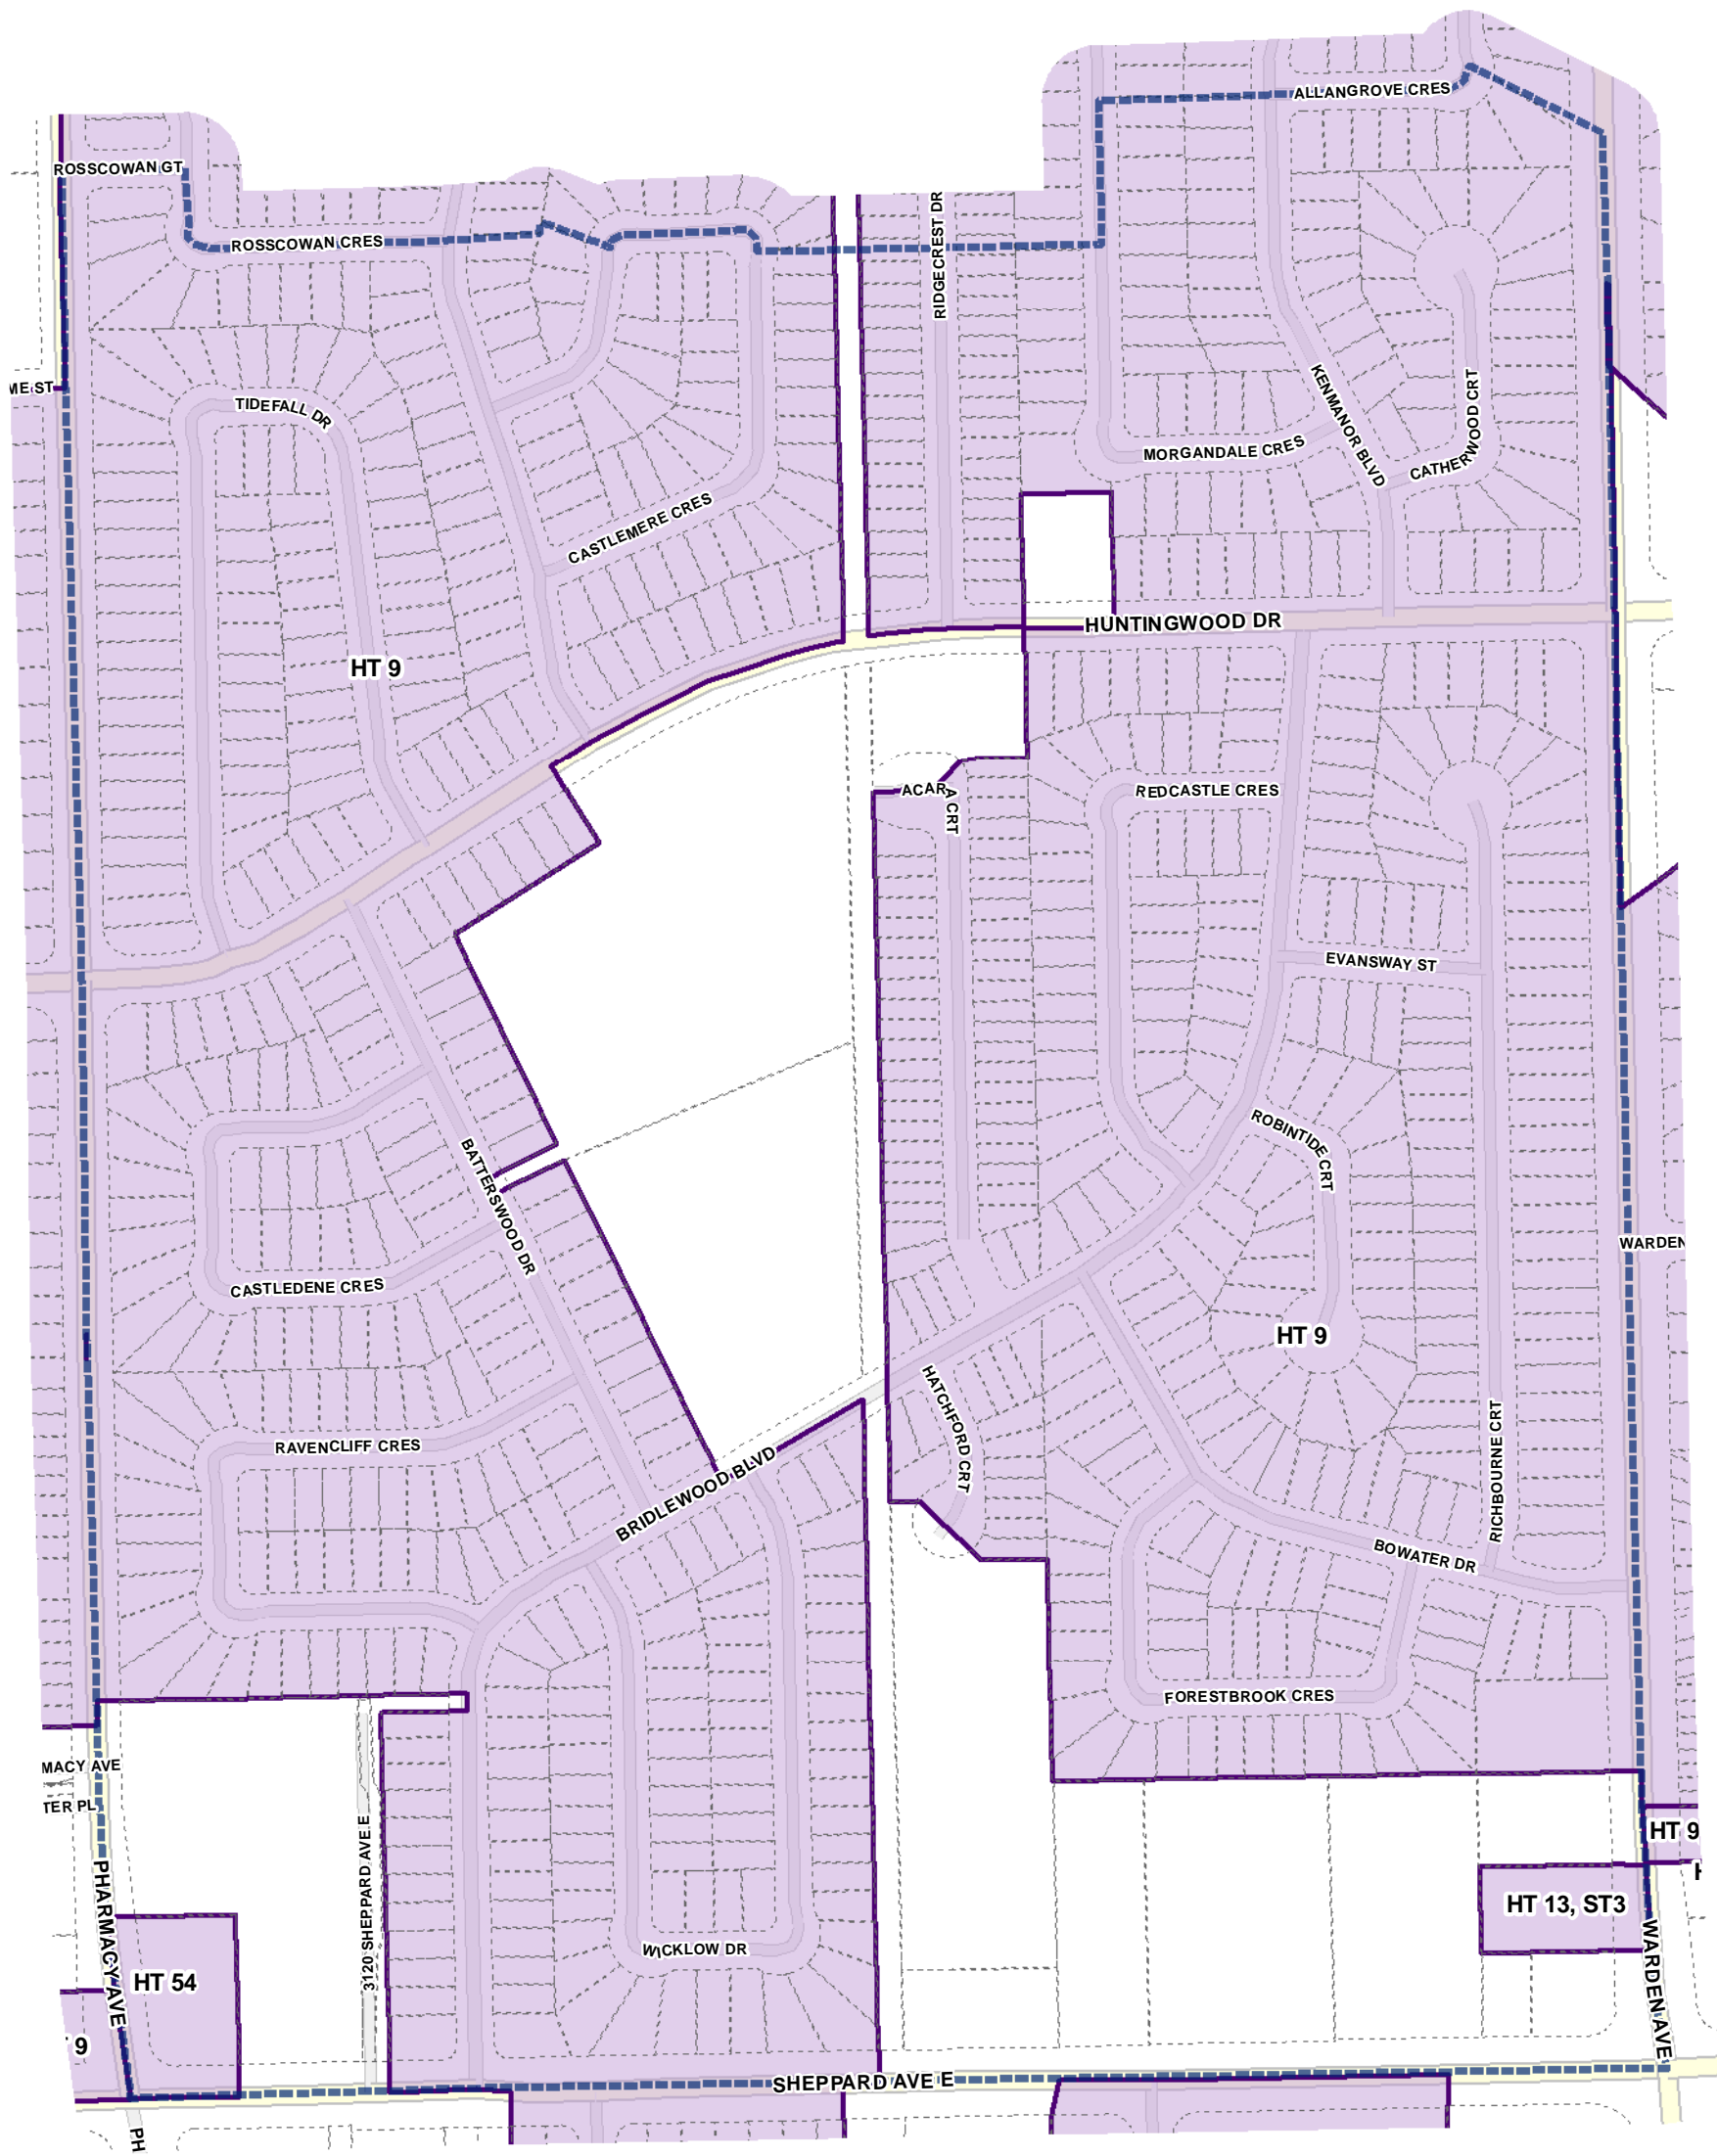 ALLANGROVE CRES
ROSSCOWAN GT
ROSSCOWAN CRES
RIDGECREST DR
ME ST
TIDEFALL DR
KENMANOR BLVD
CATHERWOOD CRT
MORGANDALE CRES
CASTLEMERE CRES
HUNTINGWOOD DR
HT 9
ACARA CRT
REDCASTLE CRES
EVANSWAY ST
ROBINTIDE CRT
BATTERSWOOD DR
WARDEN
CASTLEDENE CRES
HT 9
HATCHFORD CRT
RAVENCLIFF CRES
BRIDLEWOOD BLVD
RICHBOURNE CRT
BOWATER DR
FORESTBROOK CRES
MACY AVE
TER PL
HT 9
3120 SHEPPARD AVE E
PHARMACY AVE
HT 13, ST3
WICKLOW DR
HT 54
WARDEN AVE
9
SHEPPARD AVE E
PH